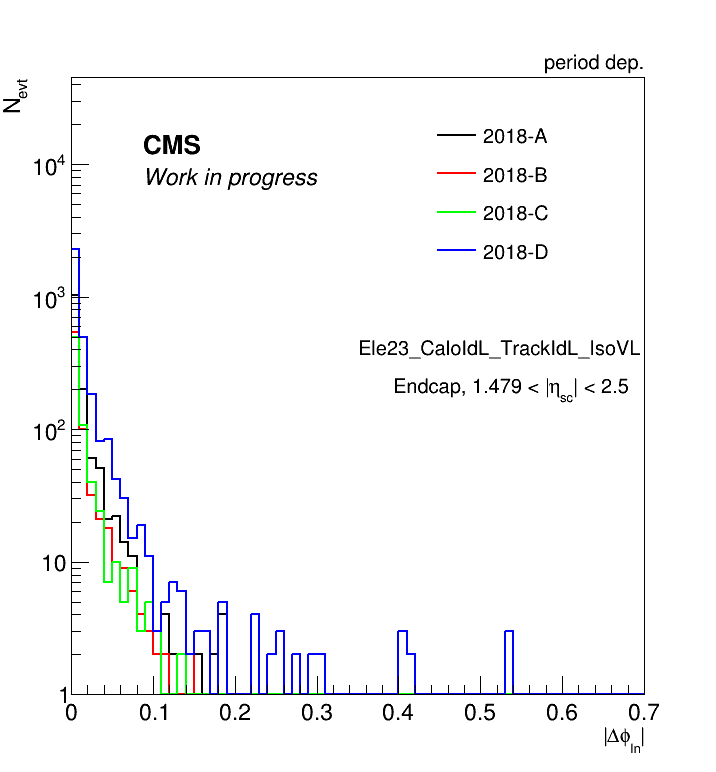 period dep.
N_evt
CMS
Work in progress
2018-A
2018-B
2018-C
2018-D
Ele23_CaloIdL_TrackIdL_IsoVL
Endcap, 1.479 < |η_sc| < 2.5
10^4
10^3
10^2
10
1
0 0.1 0.2 0.3 0.4 0.5 0.6 0.7
|Δϕ_In|